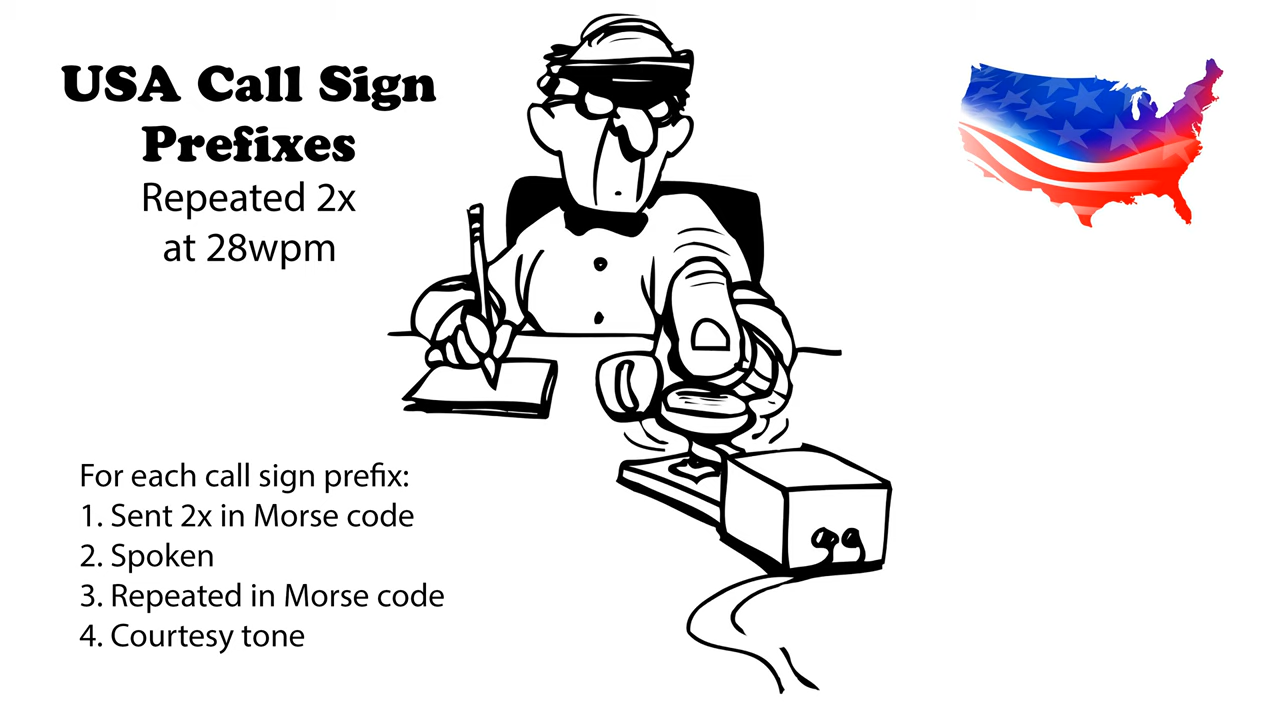 USA Call Sign
Prefixes
Repeated 2x
at 28wpm
For each call sign prefix:
1. Sent 2x in Morse code
2. Spoken
3. Repeated in Morse code
4. Courtesy tone